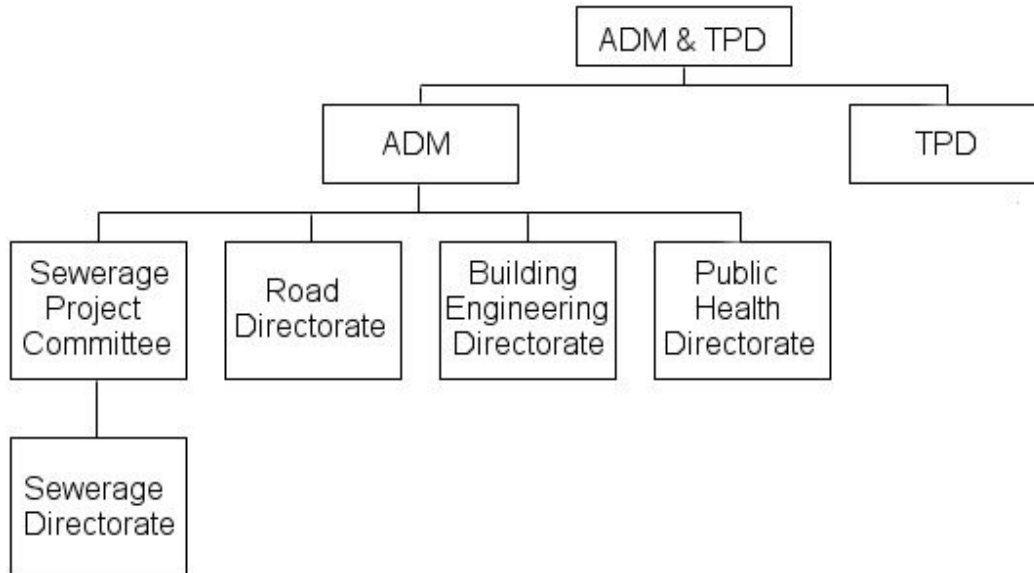 ADM & TPD
ADM
TPD
Sewerage
Project
Committee
Road
Directorate
Building
Engineering
Directorate
Public
Health
Directorate
Sewerage
Directorate